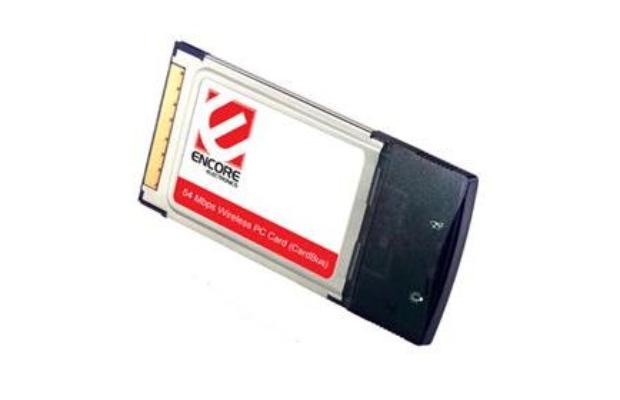 ENCORE
ELECTRONICS
54 Mbps Wireless PC Card (CardBus)